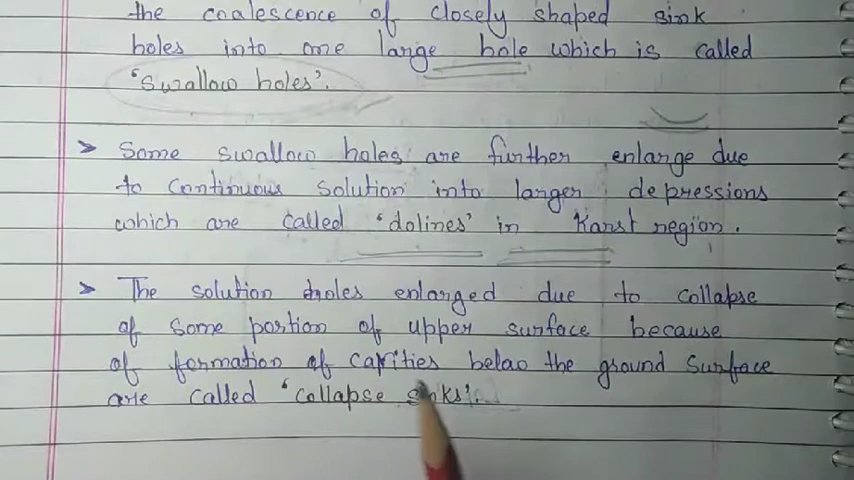 the coalescence of closely shaped sink
holes into one large hole which is called
'swallow holes'.
> Some swallow holes are further enlarge due
to continuous solution into larger depressions
which are called 'dolines' in Karst region.
> The solution holes enlarged due to collapse
of some portion of upper surface because
of formation of caprities belao the ground surface
are called 'collapse sinks'.